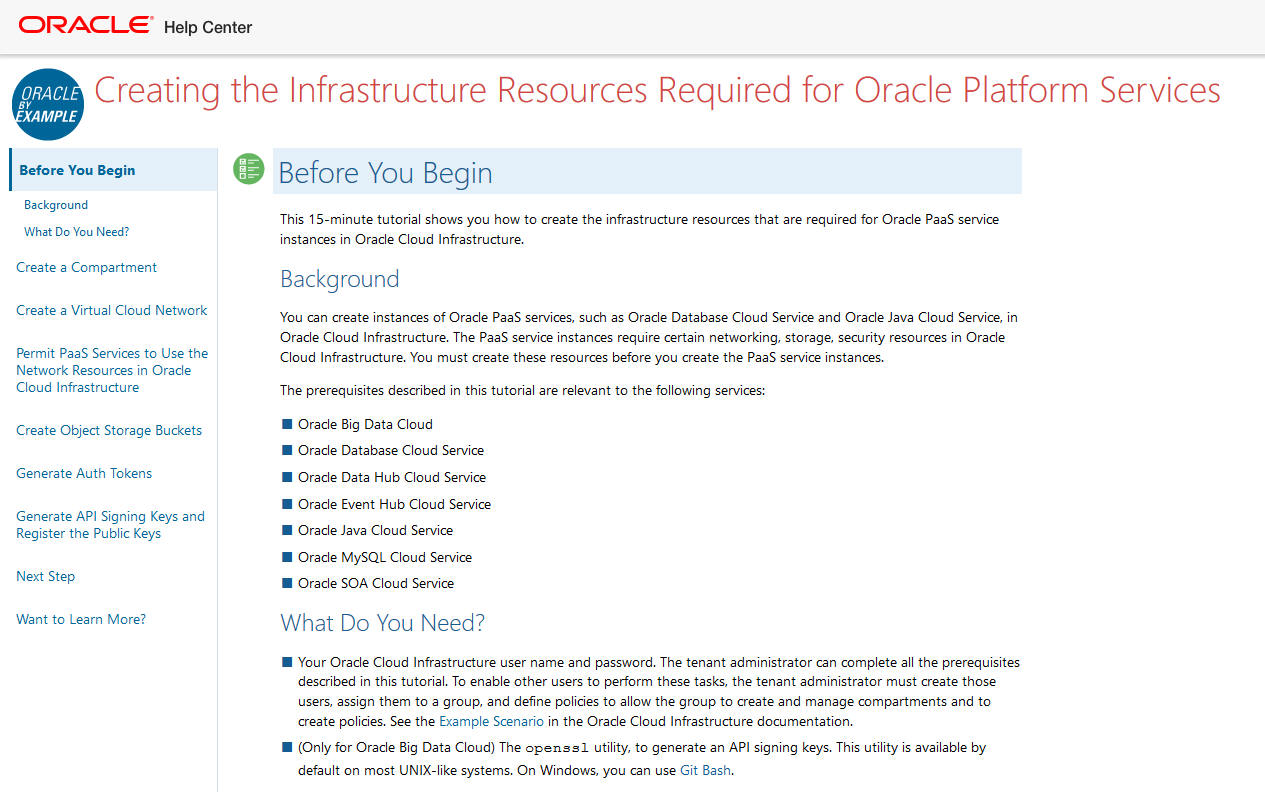 ORACLE Help Center
ORACLE
BY
EXAMPLE
Creating the Infrastructure Resources Required for Oracle Platform Services
Before You Begin
Background
What Do You Need?
Create a Compartment
Create a Virtual Cloud Network
Permit PaaS Services to Use the
Network Resources in Oracle
Cloud Infrastructure
Create Object Storage Buckets
Generate Auth Tokens
Generate API Signing Keys and
Register the Public Keys
Next Step
Want to Learn More?
Before You Begin
This 15-minute tutorial shows you how to create the infrastructure resources that are required for Oracle PaaS service
instances in Oracle Cloud Infrastructure.
Background
You can create instances of Oracle PaaS services, such as Oracle Database Cloud Service and Oracle Java Cloud Service, in
Oracle Cloud Infrastructure. The PaaS service instances require certain networking, storage, security resources in Oracle
Cloud Infrastructure. You must create these resources before you create the PaaS service instances.
The prerequisites described in this tutorial are relevant to the following services:
Oracle Big Data Cloud
Oracle Database Cloud Service
Oracle Data Hub Cloud Service
Oracle Event Hub Cloud Service
Oracle Java Cloud Service
Oracle MySQL Cloud Service
Oracle SOA Cloud Service
What Do You Need?
Your Oracle Cloud Infrastructure user name and password. The tenant administrator can complete all the prerequisites
described in this tutorial. To enable other users to perform these tasks, the tenant administrator must create those
users, assign them to a group, and define policies to allow the group to create and manage compartments and to
create policies. See the Example Scenario in the Oracle Cloud Infrastructure documentation.
(Only for Oracle Big Data Cloud) The openssl utility, to generate an API signing keys. This utility is available by
default on most UNIX-like systems. On Windows, you can use Git Bash.